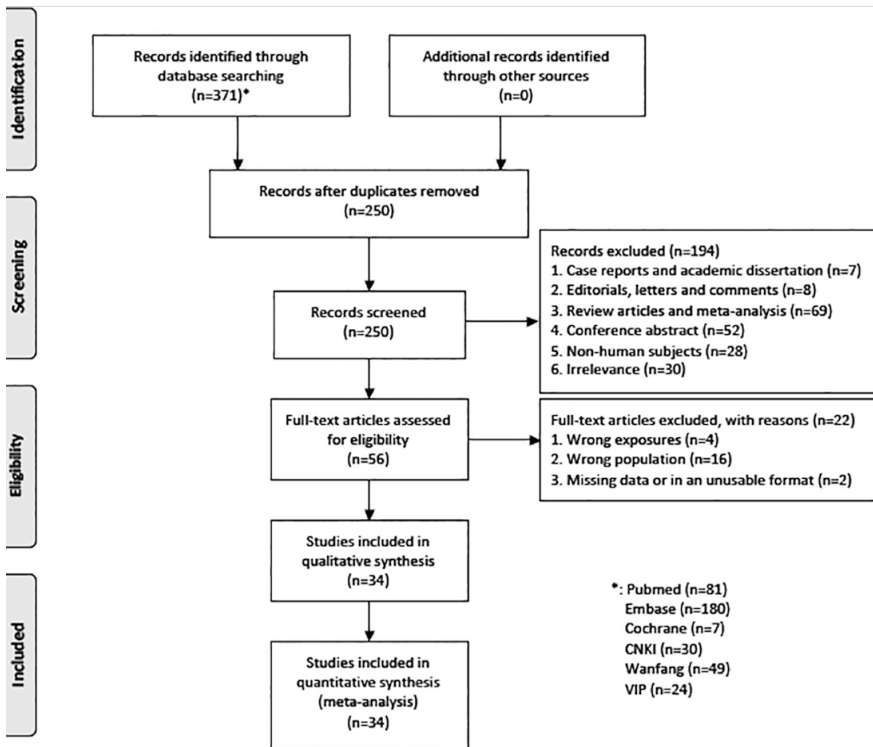 Identification
Records identified through
database searching
(n=371)*
Additional records identified
through other sources
(n=0)
Records after duplicates removed
(n=250)
Screening
Records screened
(n=250)
Records excluded (n=194)
1. Case reports and academic dissertation (n=7)
2. Editorials, letters and comments (n=8)
3. Review articles and meta-analysis (n=69)
4. Conference abstract (n=52)
5. Non-human subjects (n=28)
6. Irrelevance (n=30)
Eligibility
Full-text articles assessed
for eligibility
(n=56)
Full-text articles excluded, with reasons (n=22)
1. Wrong exposures (n=4)
2. Wrong population (n=16)
3. Missing data or in an unusable format (n=2)
Studies included in
qualitative synthesis
(n=34)
Included
Studies included in
quantitative synthesis
(meta-analysis)
(n=34)
*: Pubmed (n=81)
Embase (n=180)
Cochrane (n=7)
CNKI (n=30)
Wanfang (n=49)
VIP (n=24)